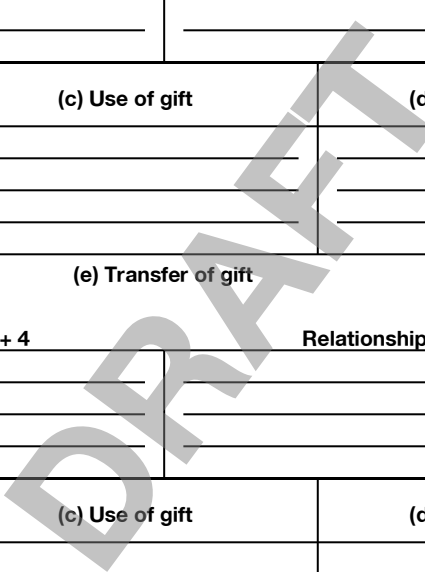 (c) Use of gift (d
(e) Transfer of gift
+ 4 Relationship
(c) Use of gift (d
DRAFT